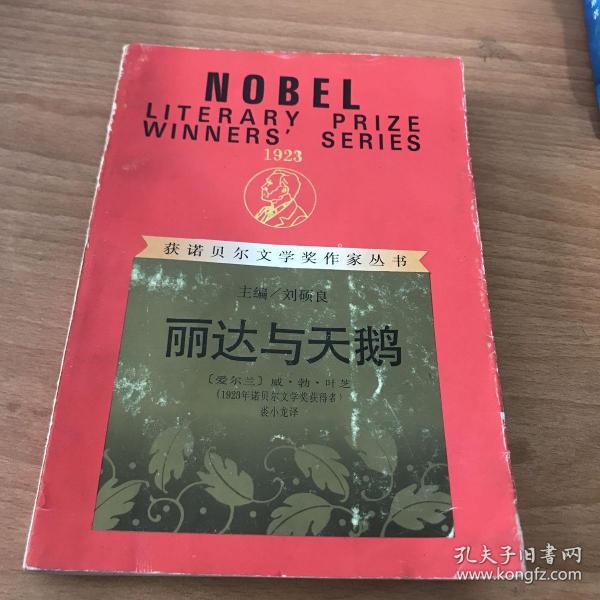 NOBEL
LITERARY PRIZE
WINNERS' SERIES
1923
获诺贝尔文学奖作家丛书
主编／刘硕良
丽达与天鹅
〔爱尔兰〕威·勃·叶芝
(1923年诺贝尔文学奖获得者)
裘小龙译
孔夫子旧书网
www.kongfz.com